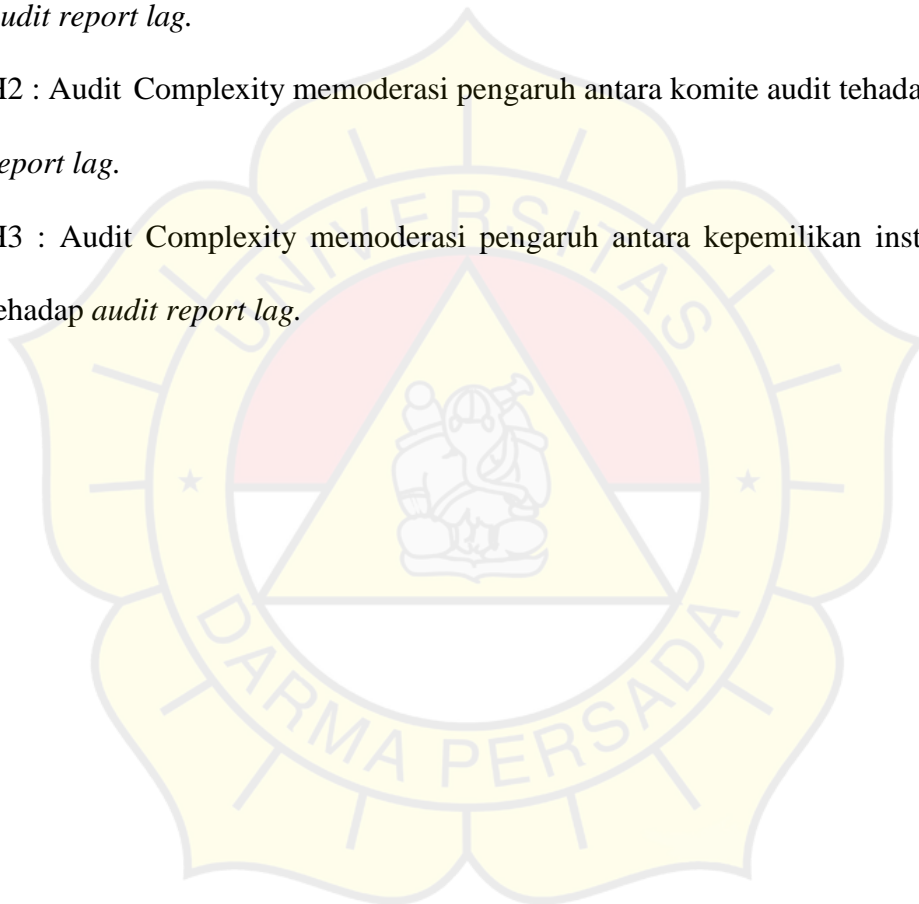 udit report lag.
H2 : Audit Complexity memoderasi pengaruh antara komite audit tehada
report lag.
H3 : Audit Complexity memoderasi pengaruh antara kepemilikan inst
ehadap audit report lag.
UNIVERSITAS
DARMA PERSADA